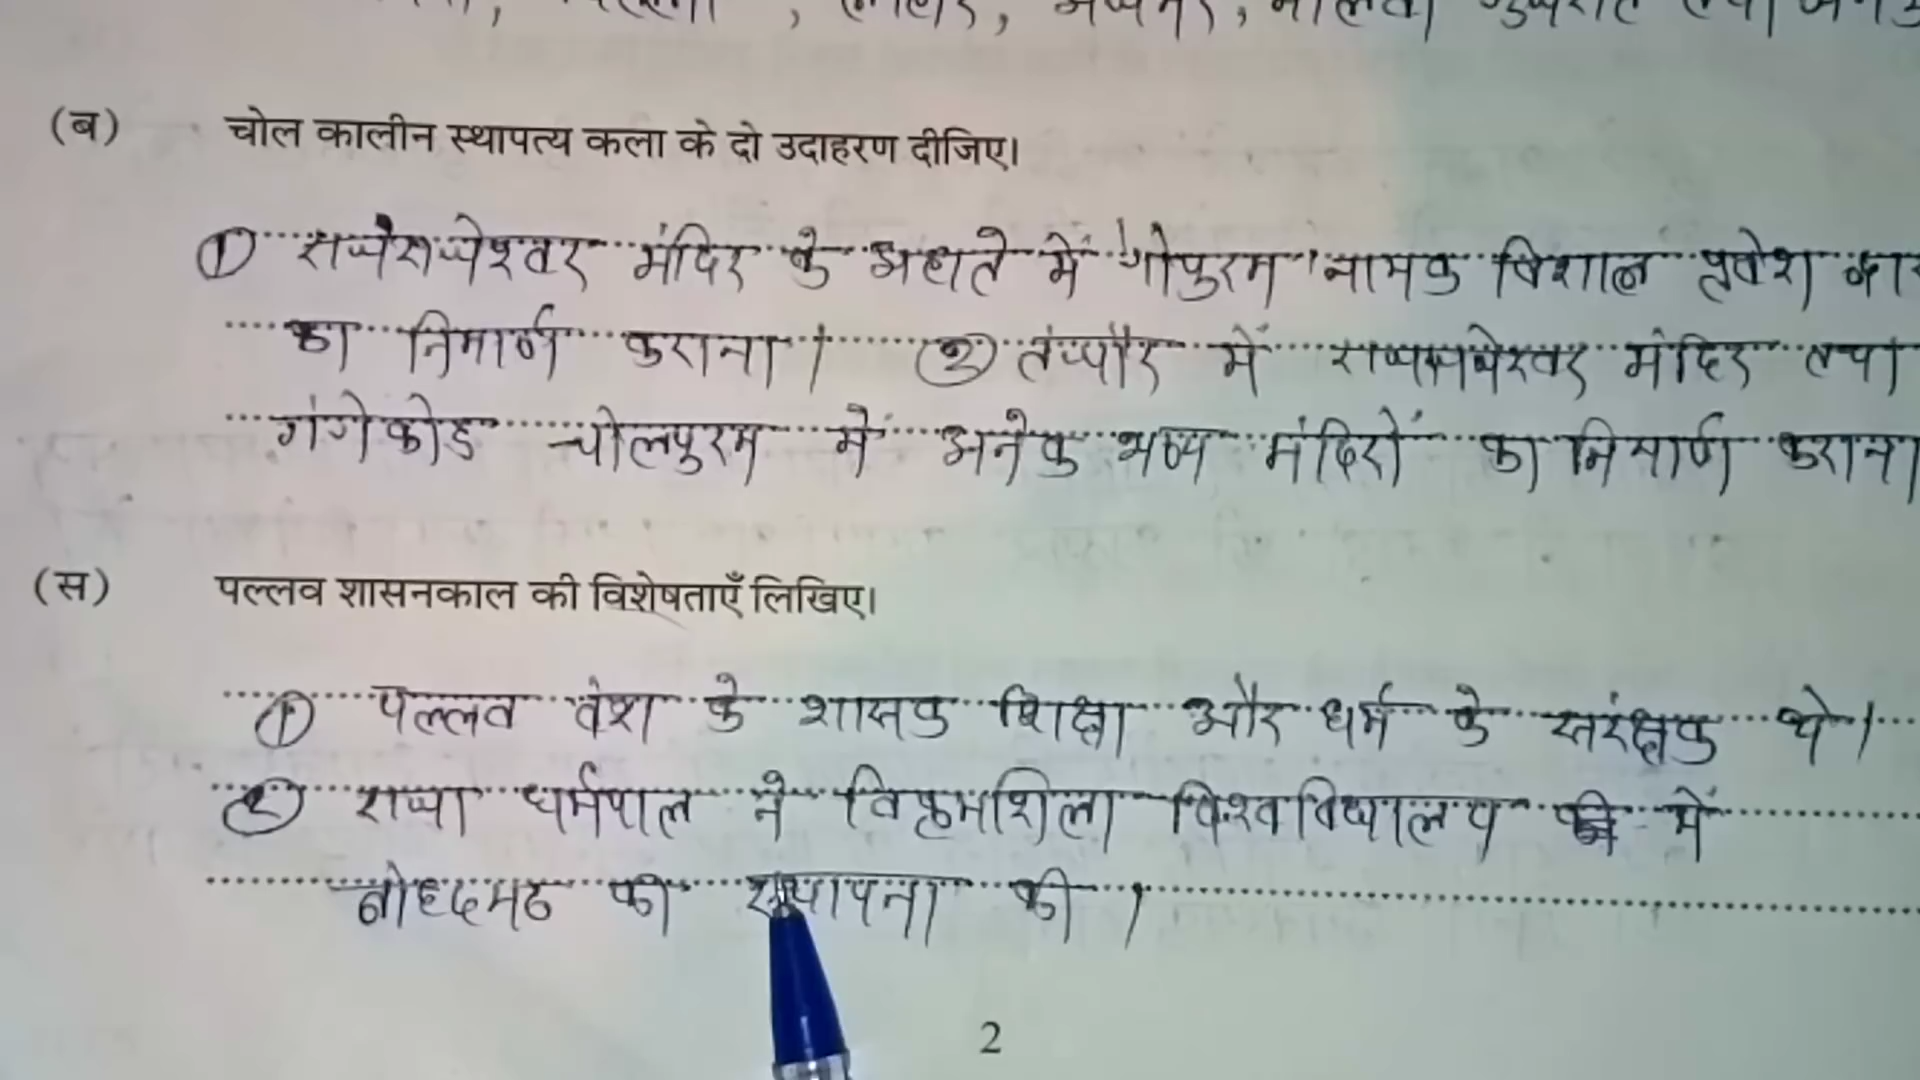 (ब) चोल कालीन स्थापत्य कला के दो उदाहरण दीजिए।
① राजराजेश्वर मंदिर के अहाते में 'गोपुरम' नामक विशाल प्रवेश
का निमार्ण कराना। ② तंजौर में राजराजेश्वर मंदिर तथा
गंगेकोड चोलपुरम में अनेक भव्य मंदिरों का निमार्ण कराना
(स) पल्लव शासनकाल की विशेषताएँ लिखिए।
① पल्लव वंश के शासक शिक्षा और धर्म के सरंक्षक थे।
② राजा धर्मपाल ने विक्रमशिला विश्वविद्यालय में
बोध्दमठ की स्थापना की।
2